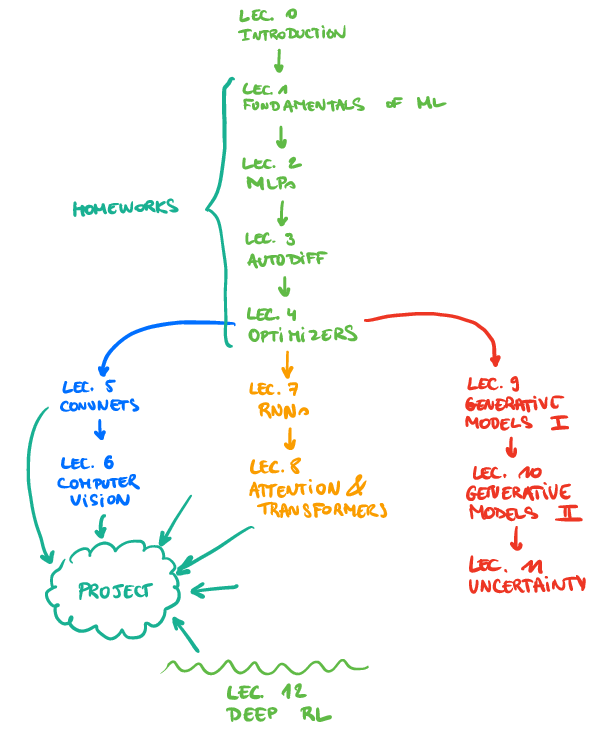 LEC. 0
INTRODUCTION
LEC. 1
FUNDAMENTALS OF ML
LEC. 2
MLPs
HOMEWORKS
LEC. 3
AUTODIFF
LEC. 4
OPTIMIZERS
LEC. 5
CONVNETS
LEC. 6
COMPUTER
VISION
LEC. 7
RNNs
LEC. 8
ATTENTION &
TRANSFORMERS
LEC. 9
GENERATIVE
MODELS I
LEC. 10
GENERATIVE
MODELS II
LEC. 11
UNCERTAINTY
PROJECT
LEC. 12
DEEP RL